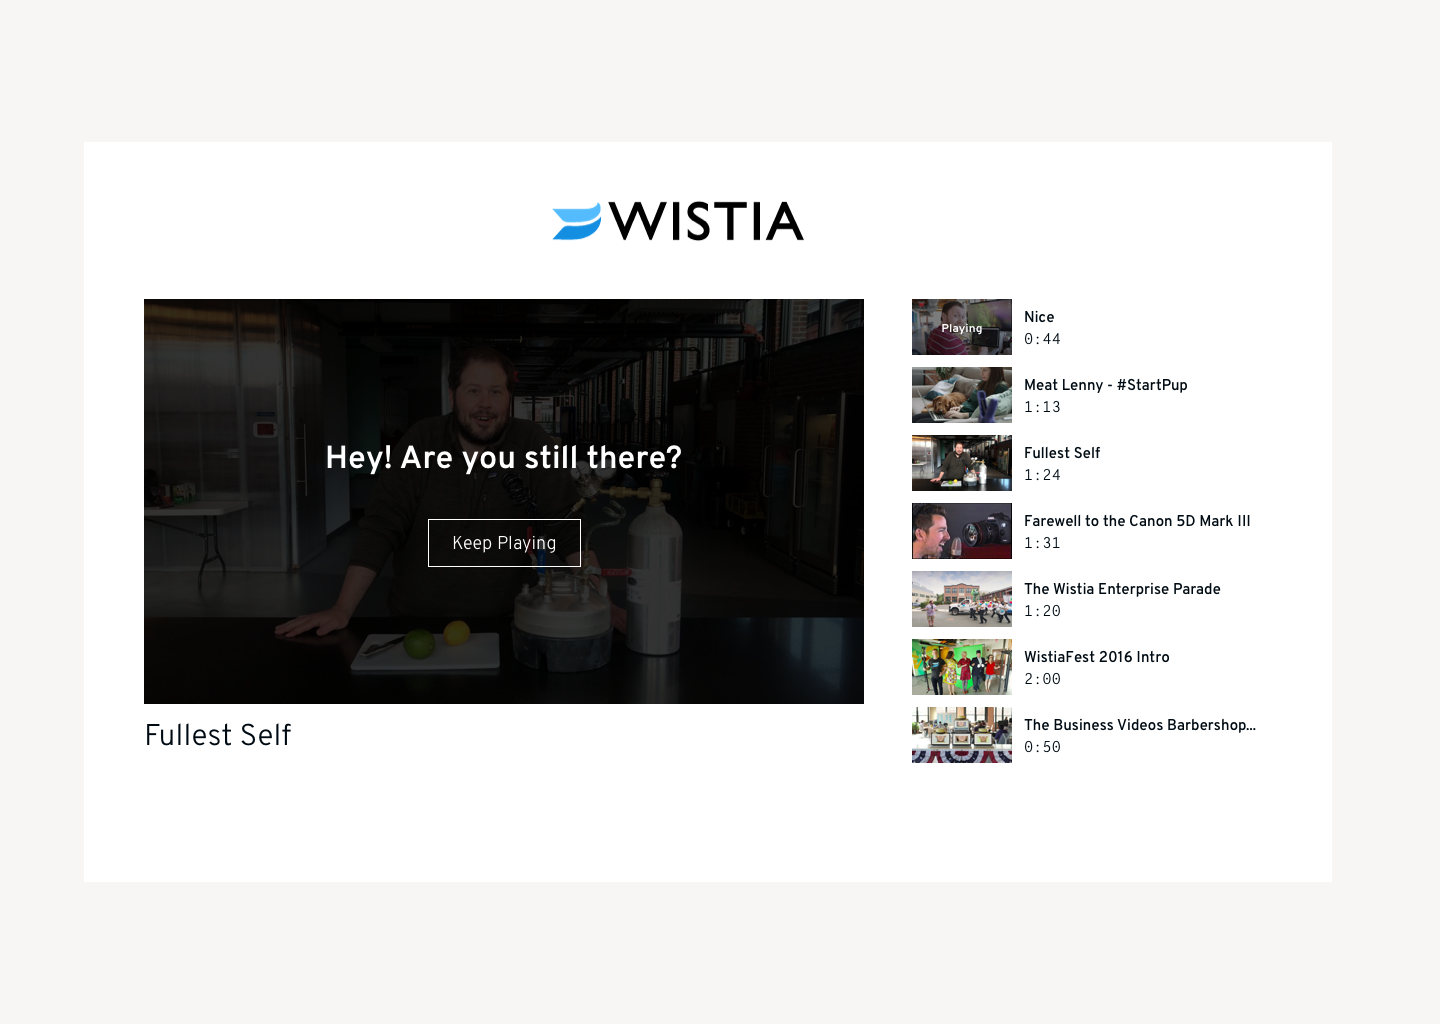 WISTIA
Hey! Are you still there?
Keep Playing
Fullest Self
Playing
Nice
0:44
Meat Lenny - #StartPup
1:13
Fullest Self
1:24
Farewell to the Canon 5D Mark III
1:31
The Wistia Enterprise Parade
1:20
WistiaFest 2016 Intro
2:00
The Business Videos Barbershop...
0:50